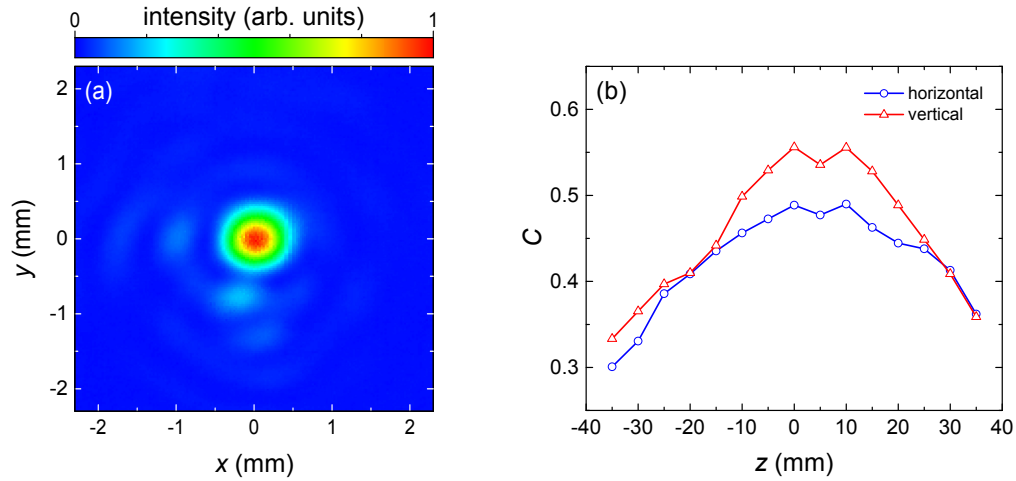 intensity (arb. units)
0 1
(a)
y (mm)
2
1
0
-1
-2
-2 -1 0 1 2
x (mm)
(b)
horizontal
vertical
C
0.6
0.5
0.4
0.3
-40 -30 -20 -10 0 10 20 30 40
z (mm)